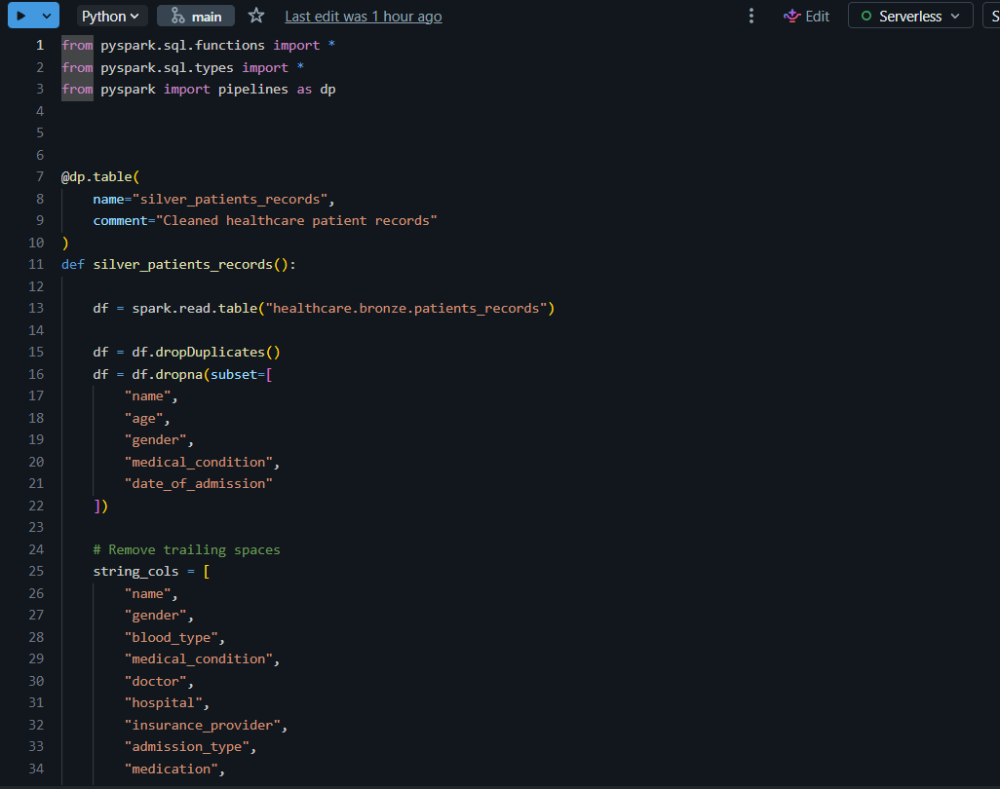 Python main Last edit was 1 hour ago Edit Serverless S
1 from pyspark.sql.functions import *
2 from pyspark.sql.types import *
3 from pyspark import pipelines as dp
4
5
6
7 @dp.table(
8     name="silver_patients_records",
9     comment="Cleaned healthcare patient records"
10 )
11 def silver_patients_records():
12
13     df = spark.read.table("healthcare.bronze.patients_records")
14
15     df = df.dropDuplicates()
16     df = df.dropna(subset=[
17         "name",
18         "age",
19         "gender",
20         "medical_condition",
21         "date_of_admission"
22     ])
23
24     # Remove trailing spaces
25     string_cols = [
26         "name",
27         "gender",
28         "blood_type",
29         "medical_condition",
30         "doctor",
31         "hospital",
32         "insurance_provider",
33         "admission_type",
34         "medication",